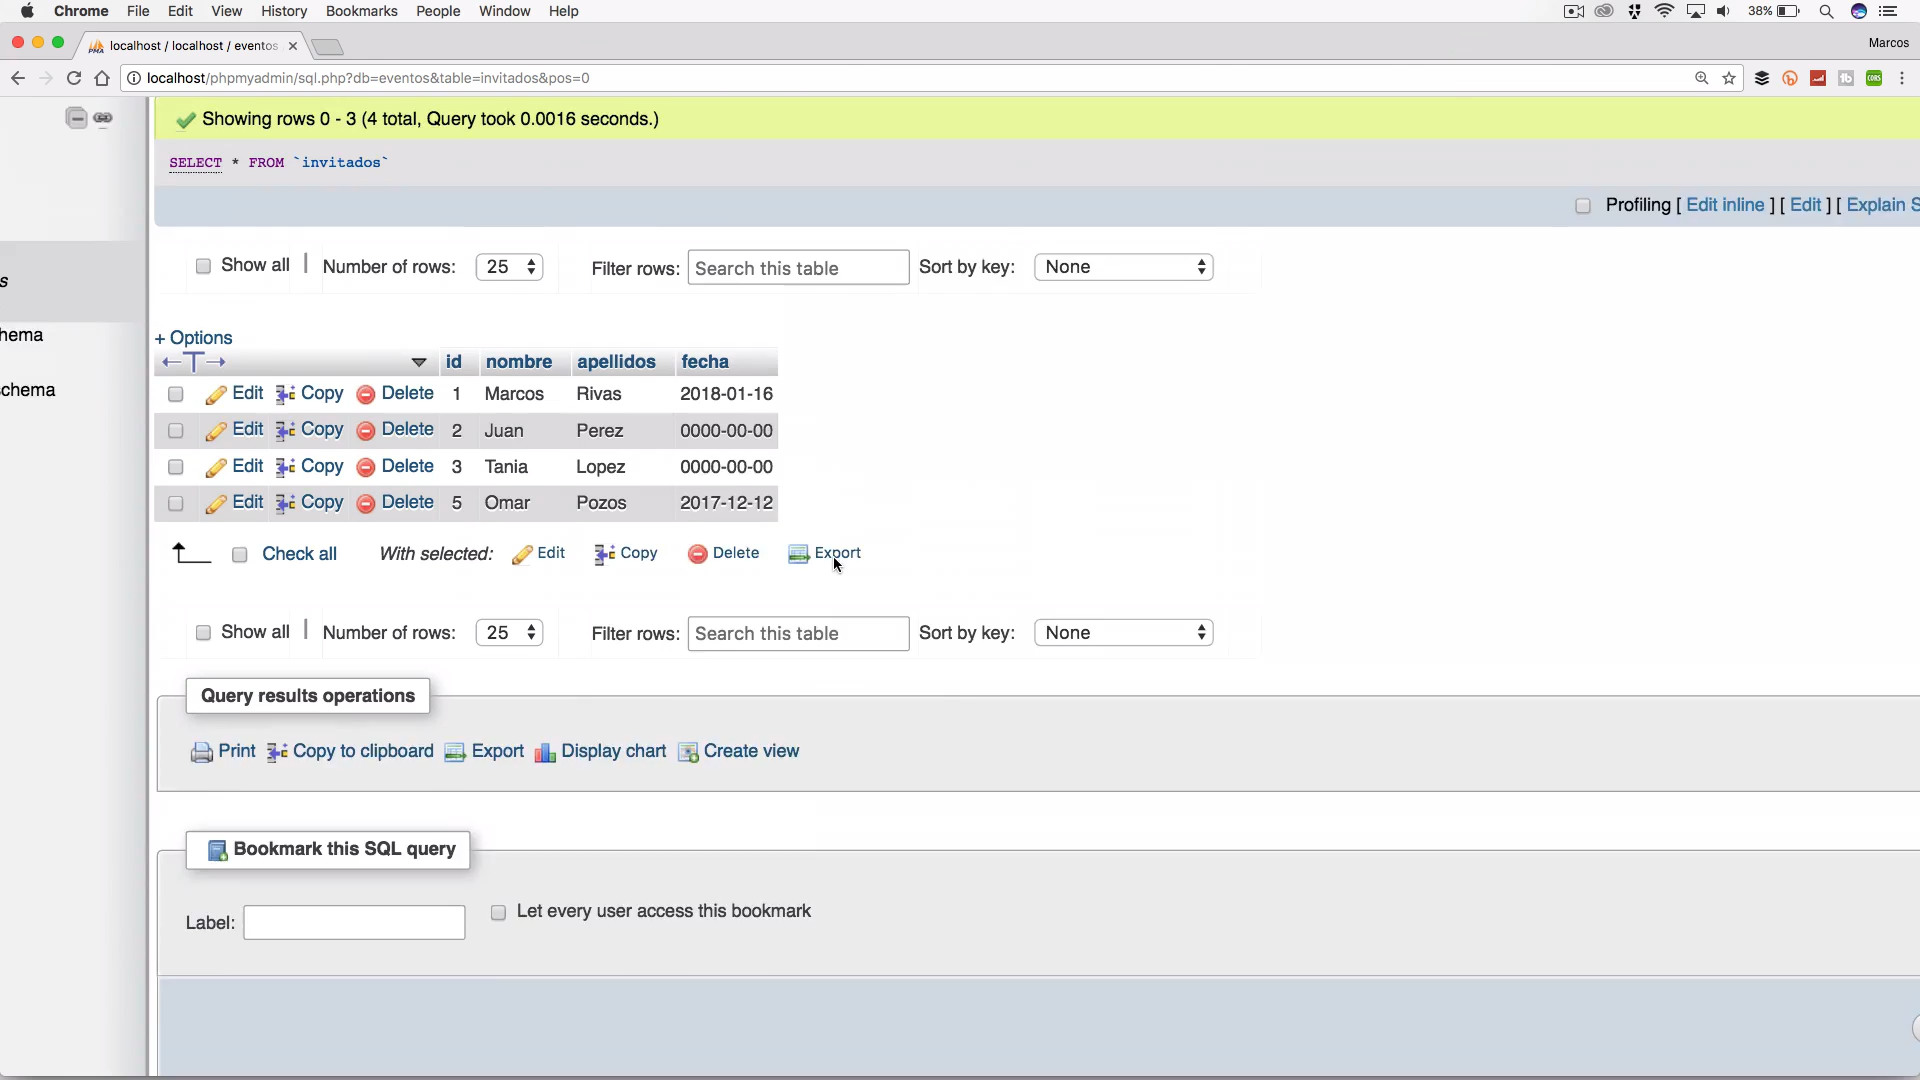 Chrome File Edit View History Bookmarks People Window Help 38%
localhost / localhost / eventos Marcos
localhost/phpmyadmin/sql.php?db=eventos&table=invitados&pos=0
Showing rows 0 - 3 (4 total, Query took 0.0016 seconds.)
SELECT * FROM `invitados`
Profiling [ Edit inline ] [ Edit ] [ Explain S
Show all Number of rows: 25 Filter rows: Search this table Sort by key: None
s
hema
chema
+ Options
←T→ id nombre apellidos fecha
Edit Copy Delete 1 Marcos Rivas 2018-01-16
Edit Copy Delete 2 Juan Perez 0000-00-00
Edit Copy Delete 3 Tania Lopez 0000-00-00
Edit Copy Delete 5 Omar Pozos 2017-12-12
Check all With selected: Edit Copy Delete Export
Show all Number of rows: 25 Filter rows: Search this table Sort by key: None
Query results operations
Print Copy to clipboard Export Display chart Create view
Bookmark this SQL query
Label: Let every user access this bookmark